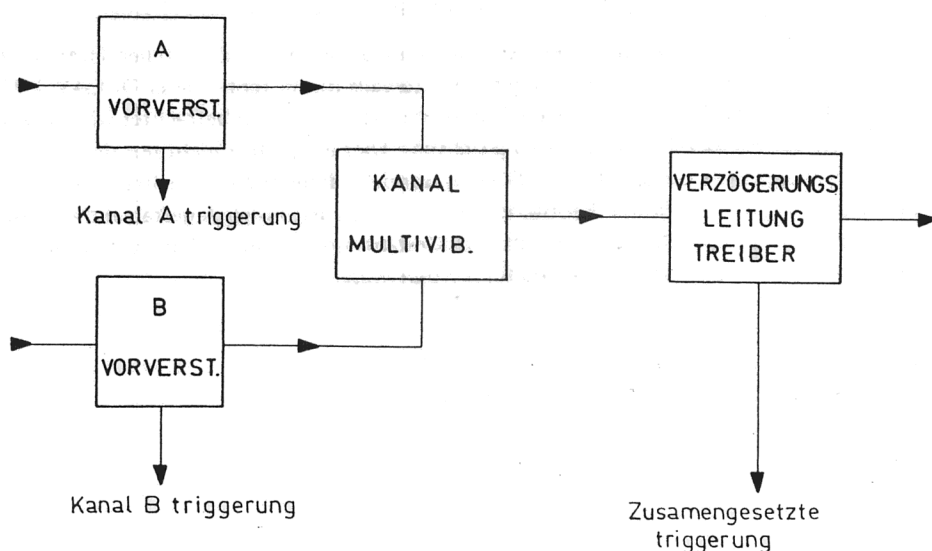 A
VORVERST.
Kanal A triggerung
KANAL
MULTIVIB.
VERZÖGERUNGS
LEITUNG
TREIBER
B
VORVERST.
Kanal B triggerung
Zusamengesetzte
triggerung